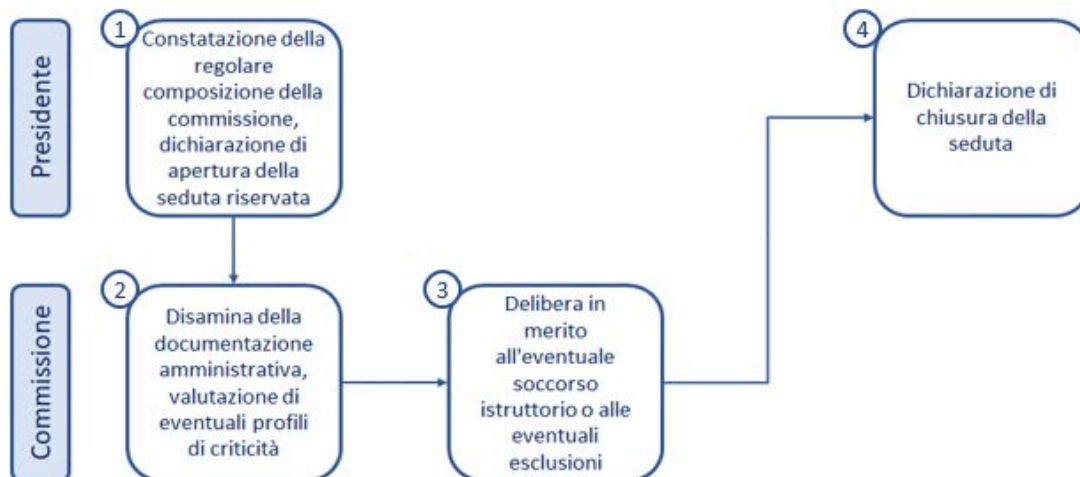 Presidente
1
Constatazione della
regolare
composizione della
commissione,
dichiarazione di
apertura della
seduta riservata
4
Dichiarazione di
chiusura della
seduta
Commissione
2
Disamina della
documentazione
amministrativa,
valutazione di
eventuali profili
di criticità
3
Delibera in
merito
all'eventuale
soccorso
istruttorio o alle
eventuali
esclusioni